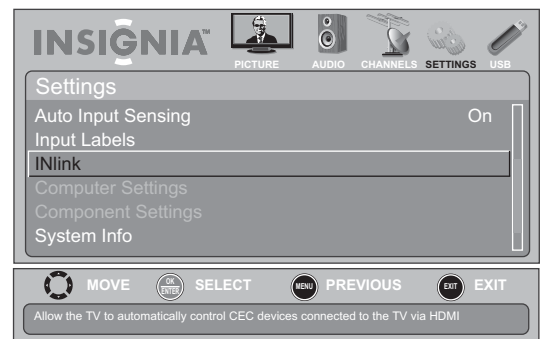 INSIGNIA™
PICTURE AUDIO CHANNELS SETTINGS USB
Settings
Auto Input Sensing On
Input Labels
INlink
Computer Settings
Component Settings
System Info
MOVE OK ENTER SELECT MENU PREVIOUS EXIT EXIT
Allow the TV to automatically control CEC devices connected to the TV via HDMI